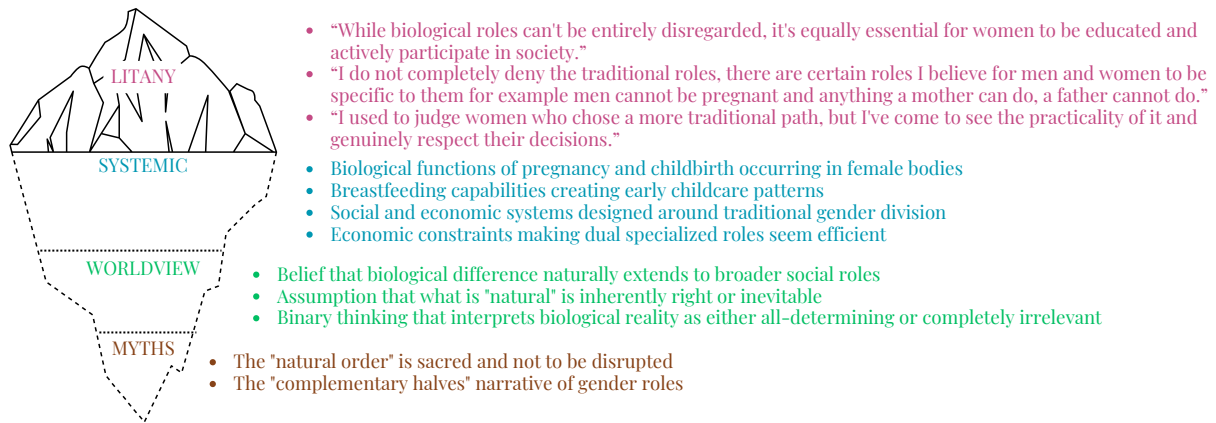 LITANY
• “While biological roles can't be entirely disregarded, it's equally essential for women to be educated and
actively participate in society.”
• “I do not completely deny the traditional roles, there are certain roles I believe for men and women to be
specific to them for example men cannot be pregnant and anything a mother can do, a father cannot do.”
• “I used to judge women who chose a more traditional path, but I've come to see the practicality of it and
genuinely respect their decisions.”
SYSTEMIC
• Biological functions of pregnancy and childbirth occurring in female bodies
• Breastfeeding capabilities creating early childcare patterns
• Social and economic systems designed around traditional gender division
• Economic constraints making dual specialized roles seem efficient
WORLDVIEW
• Belief that biological difference naturally extends to broader social roles
• Assumption that what is "natural" is inherently right or inevitable
• Binary thinking that interprets biological reality as either all-determining or completely irrelevant
MYTHS
• The "natural order" is sacred and not to be disrupted
• The "complementary halves" narrative of gender roles